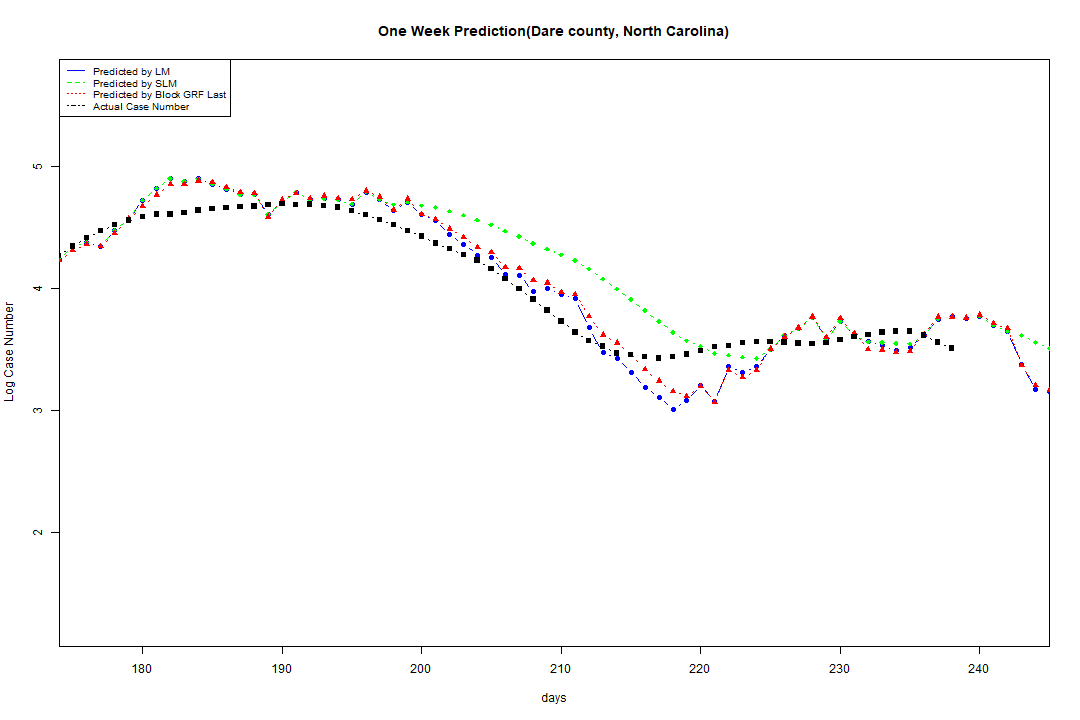 One Week Prediction(Dare county, North Carolina)
Predicted by LM
Predicted by SLM
Predicted by Block GRF Last
Actual Case Number
5
4
3
2
Log Case Number
180 190 200 210 220 230 240
days